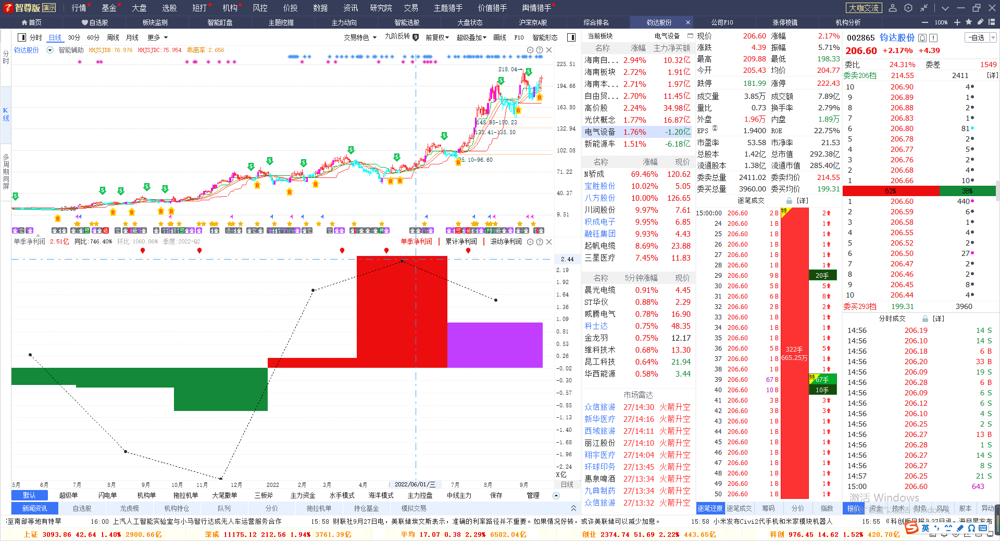 智尊版 演示 行情 基金 大盘 选股 短打 机构 风控 价投 数据 资讯 研究院 交易 主题猎手 价值猎手 舆情猎手 大咖交流
首页 自选股 板块监测 智能盯盘 主题挖掘 主力动向 智能选股 大盘状态 沪深京A股 综合排名 钧达股份 × 公司F10 涨停棱镜 机构分析 100%
分时 日线 30分 60分 周线 月线 更多 交易特色 九阶反转 9 前复权 超级叠加 画线 F10 智能形态
钧达股份 智能辅助 HHJSJDB:76.976 HHJSJDC:75.954 乖离率:2.656
分时
K线
多周期同屏
218.04
148.95-150.23
135.41-135.50
95.10-96.60
225.51
194.66
163.80
132.94
102.08
71.22
40.37
9.51
单季净利润 2.51亿 同比:746.40% 环比:1060.86% 季度:2022-Q2 单季净利润 累计净利润 滚动净利润
2.44
2.19
1.92
1.64
1.36
1.09
0.81
0.53
0.26
-0.02
-0.30
-0.57
-0.85
-1.13
-1.40
-1.68
-1.96
-2.24
X亿
5月 6月 7月 8月 9月 10月 11月 12月 2022 2月 3月 4月 2022/06/01/三 7月 8月 9月 日线
默认 超级单 闪电单 机构单 拖拉机单 大笔撤单 三板斧 主力资金 水手模式 海洋模式 主力控盘 中线主力 保存 管理
新闻资讯 自选股 龙虎榜 机构持仓 队列 分价 拖拉机单 持仓基金 模拟交易
当前板块 电气设备
名称 涨幅 主力净买额
海南自... 2.94% 10.32亿
海南板块 2.72% 1.91亿
海南本... 2.71% 1.97亿
自由贸... 2.70% 11.45亿
高价股 2.24% 34.98亿
光伏概念 1.77% 16.87亿
电气设备 1.76% -1.20亿
新能源车 1.51% -6.18亿
名称 涨幅 现价
N骄成 69.46% 120.62
宝胜股份 10.02% 5.05
八方股份 10.00% 126.65
川润股份 9.97% 7.61
积成电子 9.95% 6.85
融钰集团 9.93% 4.43
起帆电缆 8.69% 23.88
三星医疗 7.45% 11.83
名称 5分钟涨幅 现价
晨光电缆 0.91% 4.45
ST华仪 0.88% 2.29
威腾电气 0.78% 16.90
科士达 0.75% 48.35
金龙羽 0.75% 12.17
维科技术 0.68% 13.30
昆工科技 0.64% 21.94
华西能源 0.58% 3.44
市场雷达
众信旅游 27/14:30 火箭升空
新华医疗 27/14:16 火箭升空
西域旅游 27/14:11 火箭升空
丽江股份 27/14:10 火箭升空
翔宇医疗 27/14:04 火箭升空
环球印务 27/13:45 火箭升空
惠泉啤酒 27/13:34 火箭升空
九典制药 27/13:34 火箭升空
众信旅游 27/13:32 火箭升空
现价 206.60 涨幅 2.17%
涨跌 4.39 振幅 5.71%
最高 209.88 最低 198.33
今开 205.43 均价 204.77
跌停 181.99 涨停 222.43
成交量 3.85万 成交额 7.89亿
量比 0.73 换手率 2.79%
外盘 1.96万 内盘 1.89万
EPS ② 1.9400 ROE 22.75%
市盈率 53.58 市净率 21.53
总股本 1.42亿 总市值 292.38亿
流通股本 1.38亿 流通市值 285.40亿
委卖总量 2411.02 委卖均价 214.55
委买总量 3960.00 委买均价 199.31
逐笔成交 [详]
15:00:00 206.60 2 B 特 2
24 206.60 1 B 1
25 206.60 1 B 1
26 206.60 1 B 1
27 206.60 1 B 1
28 206.60 1 B 1
29 206.60 9 B 20手
30 206.60 5 B 5
31 206.60 6 B 8
32 206.60 2 B 2
33 206.60 1 B 1
34 206.60 1 B 1
35 206.60 1 B 1
36 206.60 5 B 322手 5
37 206.60 1 B 665.25万 1
38 206.60 1 B 1
39 206.60 67 B 特 67手
40 206.60 10 B 10手
41 206.60 3 B 3
42 206.60 3 B 3
43 206.60 1 B 1
44 206.60 1 B 1
45 206.60 1 B 1
46 206.60 1 B 1
47 206.60 1 B 1
48 206.60 1 B 1
49 206.60 1 B 1
50 206.60 1 B 1
逐笔还原 逐笔成交 筹码 分价 指数
002865 钧达股份 -自选
206.60 +2.17% +4.39
委比 24.31% 委差 1549
委卖206档 214.55 2411 [详]
10 206.90 4
9 206.89 1
8 206.88 2
7 206.83 1
6 206.80 81
5 206.78 2
4 206.77 5
3 206.76 2
2 206.68 4
1 206.66 10
62% 38%
1 206.60 440
2 206.59 6
3 206.58 1
4 206.55 4
5 206.52 2
6 206.50 27
7 206.47 2
8 206.46 2
9 206.45 8
10 206.44 4
委买293档 199.31 3960
分时成交 [详]
14:56 206.19 14 S
14:56 206.10 14 S
14:56 206.18 6 B
14:56 206.20 33 B
14:56 206.09 19 S
14:56 206.28 6 B
14:56 206.09 6 S
14:56 206.12 6 S
14:56 206.10 4 S
14:56 206.25 2 S
14:56 206.27 13 B
14:56 206.28 1 S
14:56 206.27 14 S
14:56 206.27 8 S
14:57 206.25 21 S
15:00 206.60 643
激活 Windows
报价 资金 技术 财务 风险 股本 异动
至南部等地有特旱 16:00 上汽人工智能实验室与小马智行达成无人车运营服务合作 15:58 财联社9月27日电，美联储埃文斯表示，准确的利率路径并不重要。如果情况好转，或许美联储可以减少加息。 15:58 小米发布Civi2代手机和米家模块机器人 15:55 《科创板日报》27日讯，海目星发布
上证 3093.86 42.64 1.40% 2900.66亿 深成 11175.12 212.56 1.94% 3761.39亿 平均 17.07 0.38 2.29% 6582.04亿 创业 2374.74 51.69 2.22% 443.65亿 科创 976.45 14.62 1.52% 420.70亿
英